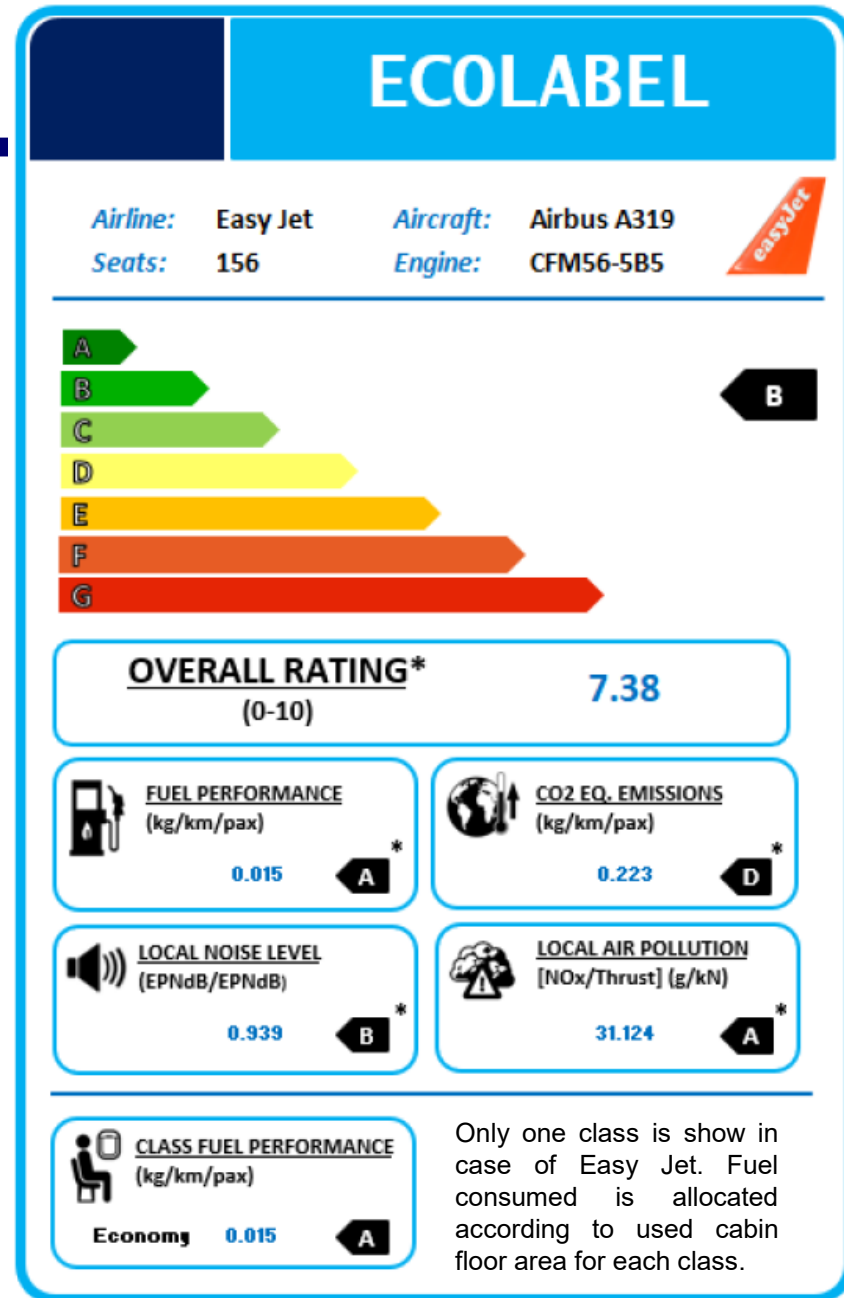 ECOLABEL
Airline: Easy Jet Aircraft: Airbus A319
Seats: 156 Engine: CFM56-5B5
easyJet
A
B
B
C
D
E
F
G
OVERALL RATING*
(0-10)
7.38
FUEL PERFORMANCE
(kg/km/pax)
0.015 A *
CO2 EQ. EMISSIONS
(kg/km/pax)
0.223 D *
LOCAL NOISE LEVEL
(EPNdB/EPNdB)
0.939 B *
LOCAL AIR POLLUTION
[NOx/Thrust] (g/kN)
31.124 A *
CLASS FUEL PERFORMANCE
(kg/km/pax)
Economy 0.015 A
Only one class is show in
case of Easy Jet. Fuel
consumed is allocated
according to used cabin
floor area for each class.